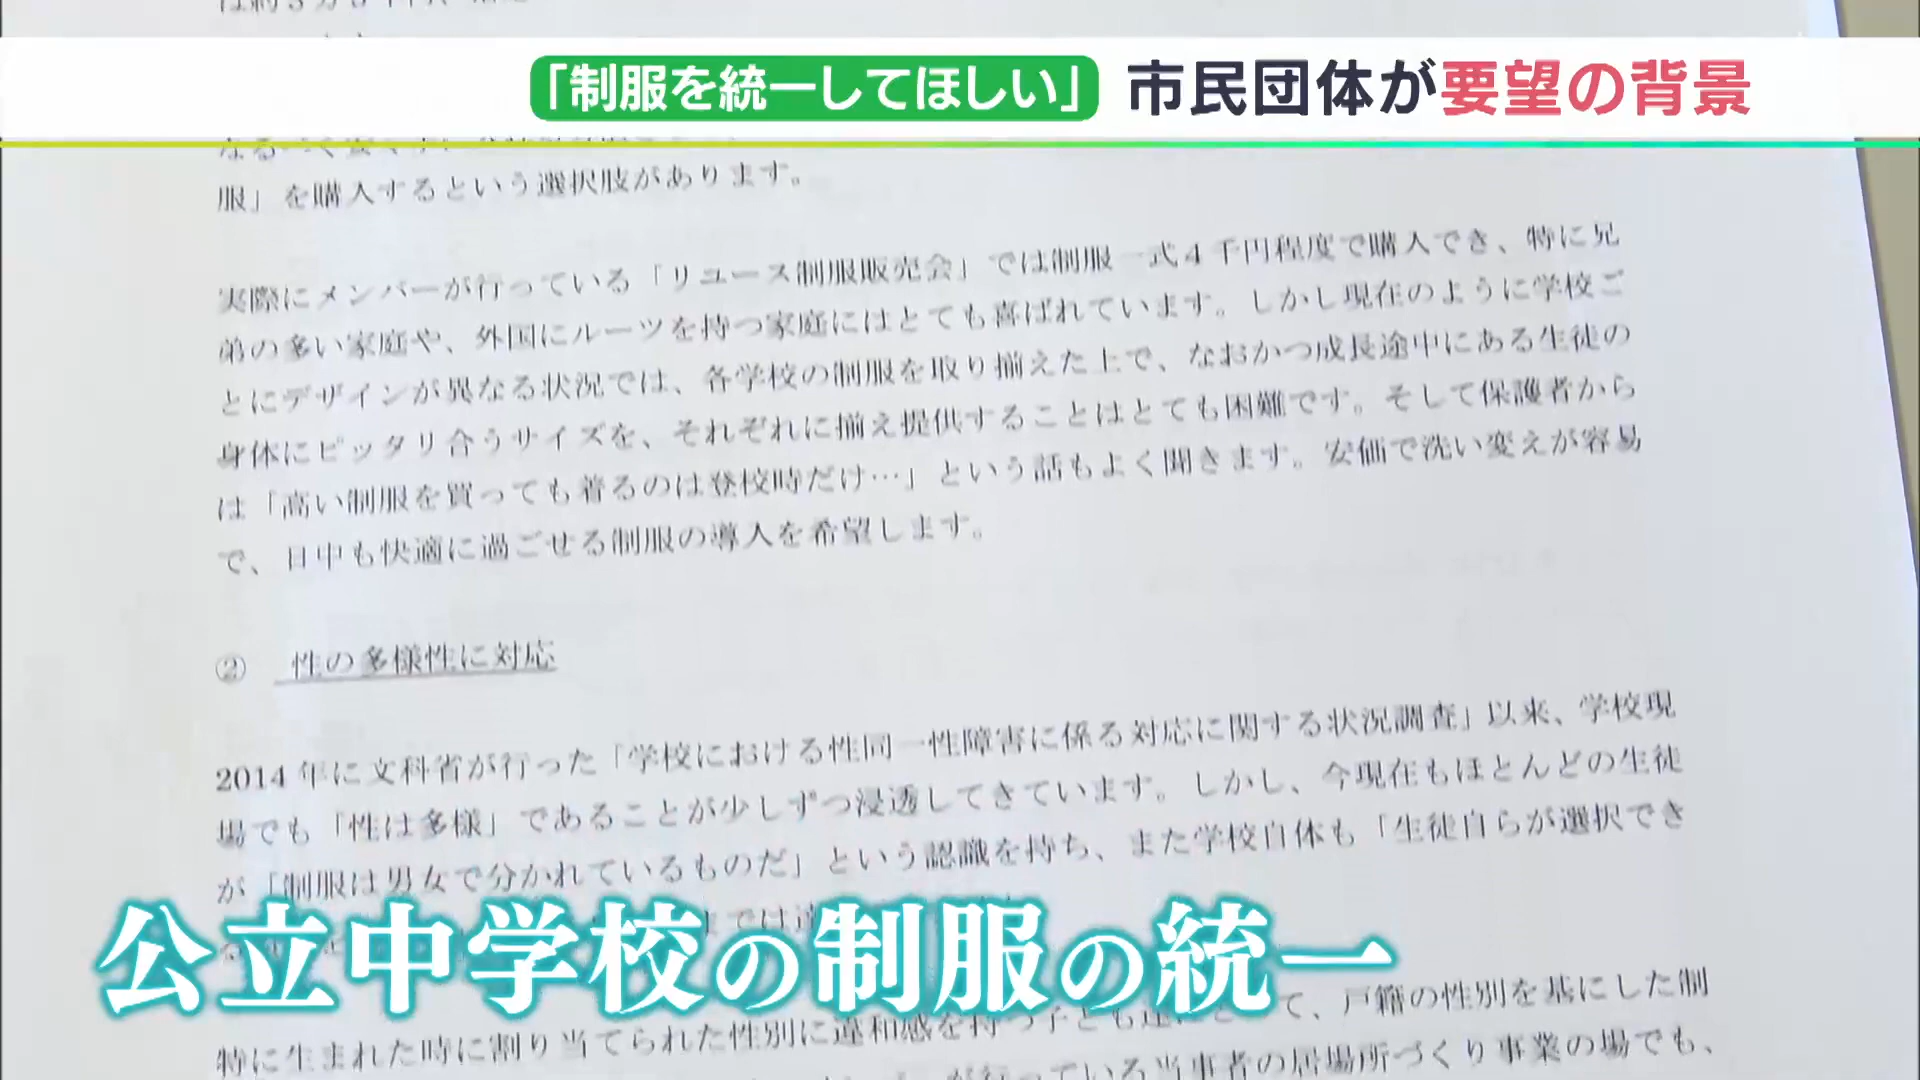 「制服を統一してほしい」 市民団体が要望の背景
服」を購入するという選択肢があります。
実際にメンバーが行っている「リユース制服販売会」では制服一式4千円程度で購入でき、特に兄
弟の多い家庭や、外国にルーツを持つ家庭にはとても喜ばれています。しかし現在のように学校ご
とにデザインが異なる状況では、各学校の制服を取り揃えた上で、なおかつ成長途中にある生徒の
身体にピッタリ合うサイズを、それぞれに揃え提供することはとても困難です。そして保護者から
は「高い制服を買っても着るのは登校時だけ…」という話もよく聞きます。安価で洗い変えが容易
で、日中も快適に過ごせる制服の導入を希望します。
② 性の多様性に対応
2014年に文科省が行った「学校における性同一性障害に係る対応に関する状況調査」以来、学校現
場でも「性は多様」であることが少しずつ浸透してきています。しかし、今現在もほとんどの生徒
が「制服は男女で分かれているものだ」という認識を持ち、また学校自体も「生徒自らが選択でき
公立中学校の制服の統一
て、戸籍の性別を基にした制
特に生まれた時に割り当てられた性別に違和感を持つ子ども達に
が行っている当事者の居場所づくり事業の場でも、